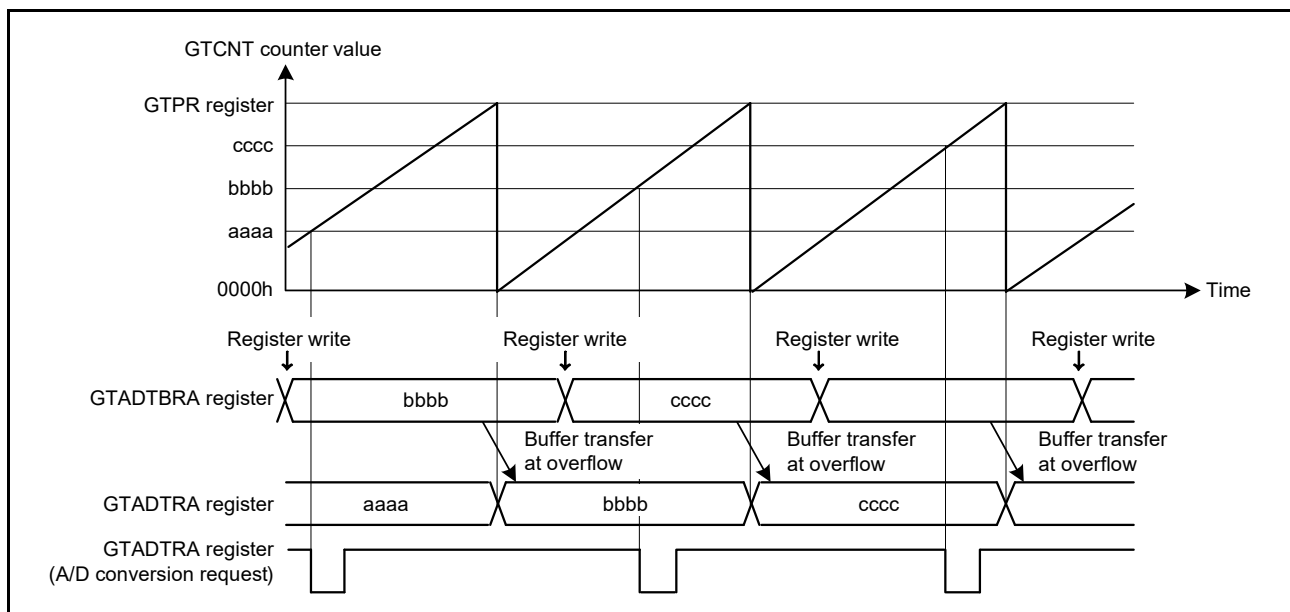 GTCNT counter value
GTPR register
cccc
bbbb
aaaa
0000h
Time
Register write
Register write
Register write
Register write
GTADTBRA register
bbbb
cccc
Buffer transfer
at overflow
Buffer transfer
at overflow
Buffer transfer
at overflow
GTADTRA register
aaaa
bbbb
cccc
GTADTRA register
(A/D conversion request)